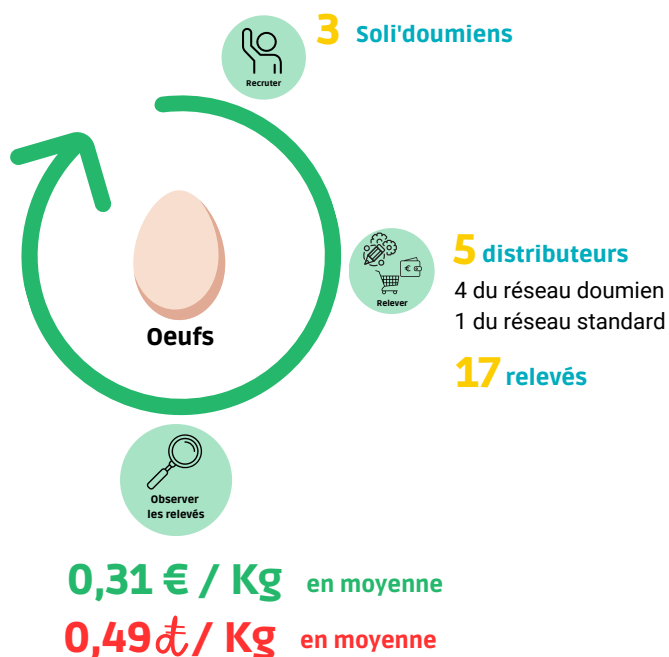 3 Soli'doumiens
Recruter
5 distributeurs
4 du réseau doumien
1 du réseau standard
Relever
17 relevés
Oeufs
Observer
les relevés
0,31 € / Kg en moyenne
0,49 / Kg en moyenne